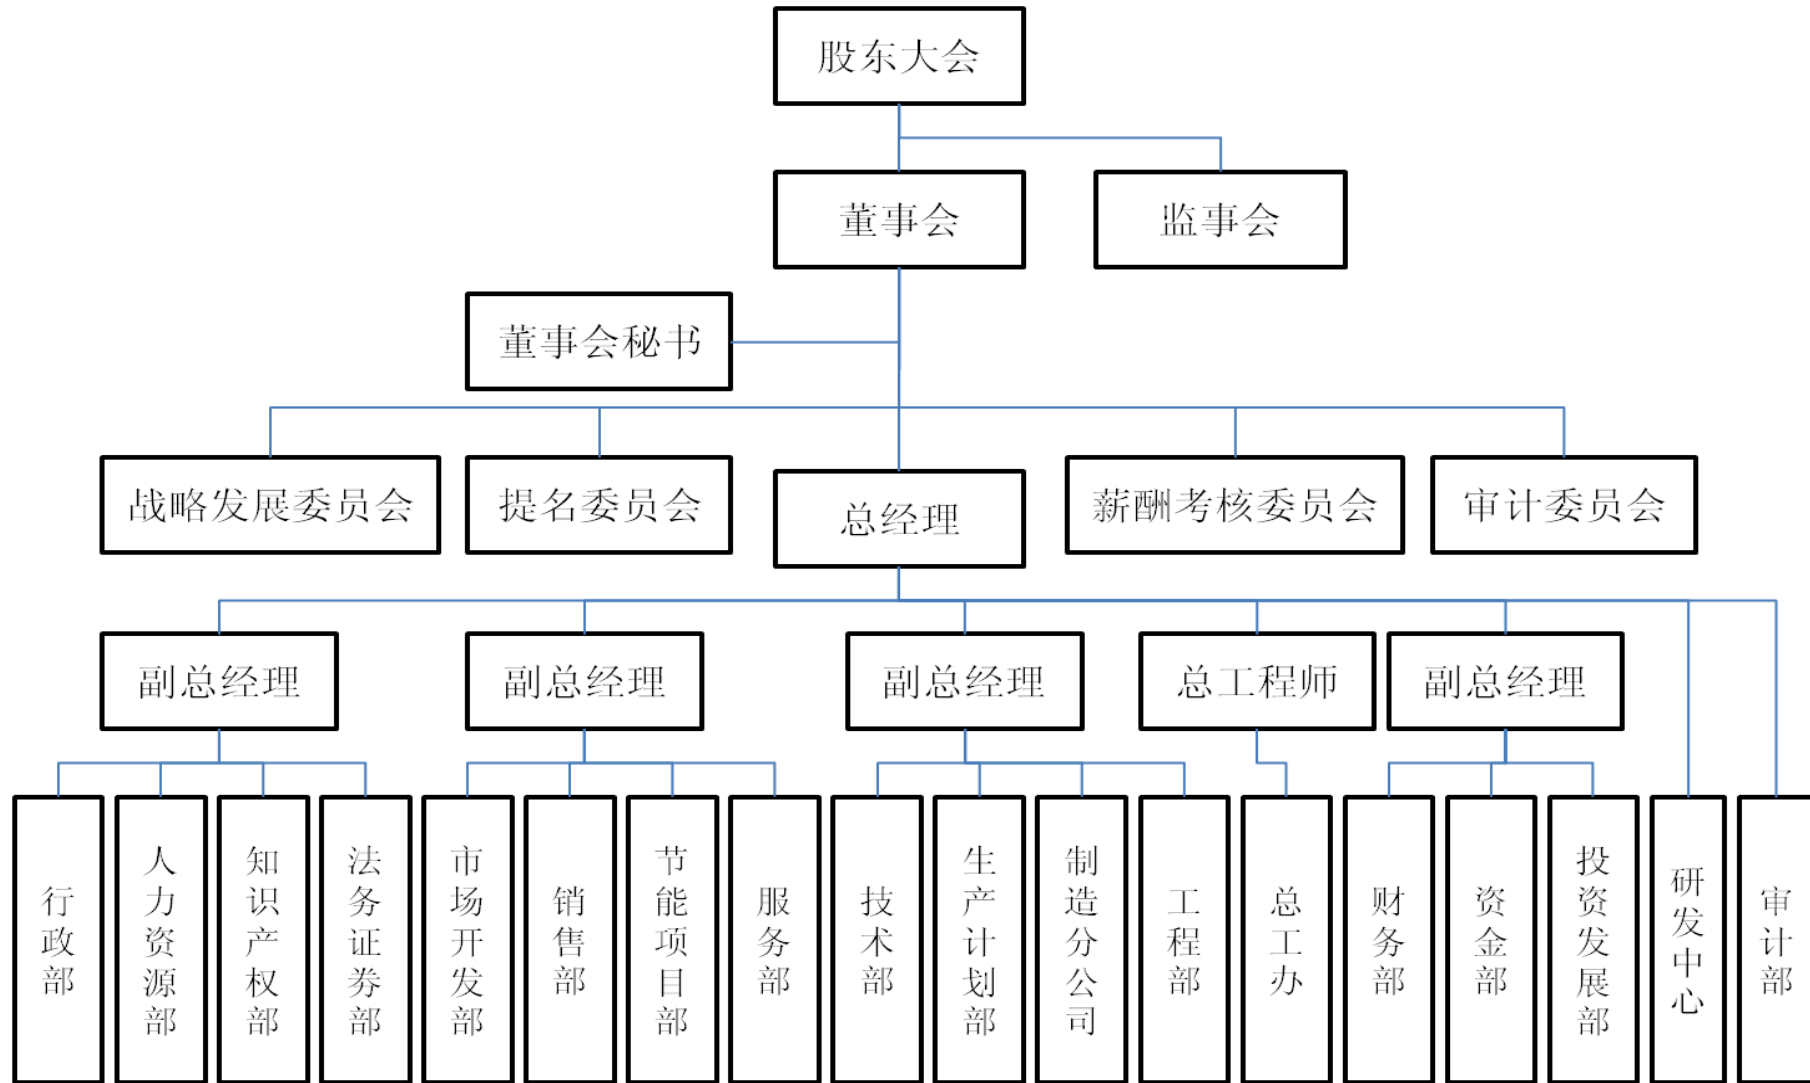 股东大会
董事会
监事会
董事会秘书
战略发展委员会
提名委员会
总经理
薪酬考核委员会
审计委员会
副总经理
副总经理
副总经理
总工程师
副总经理
行政部
人力资源部
知识产权部
法务证券部
市场开发部
销售部
节能项目部
服务部
技术部
生产计划部
制造分公司
工程部
总工办
财务部
资金部
投资发展部
研发中心
审计部